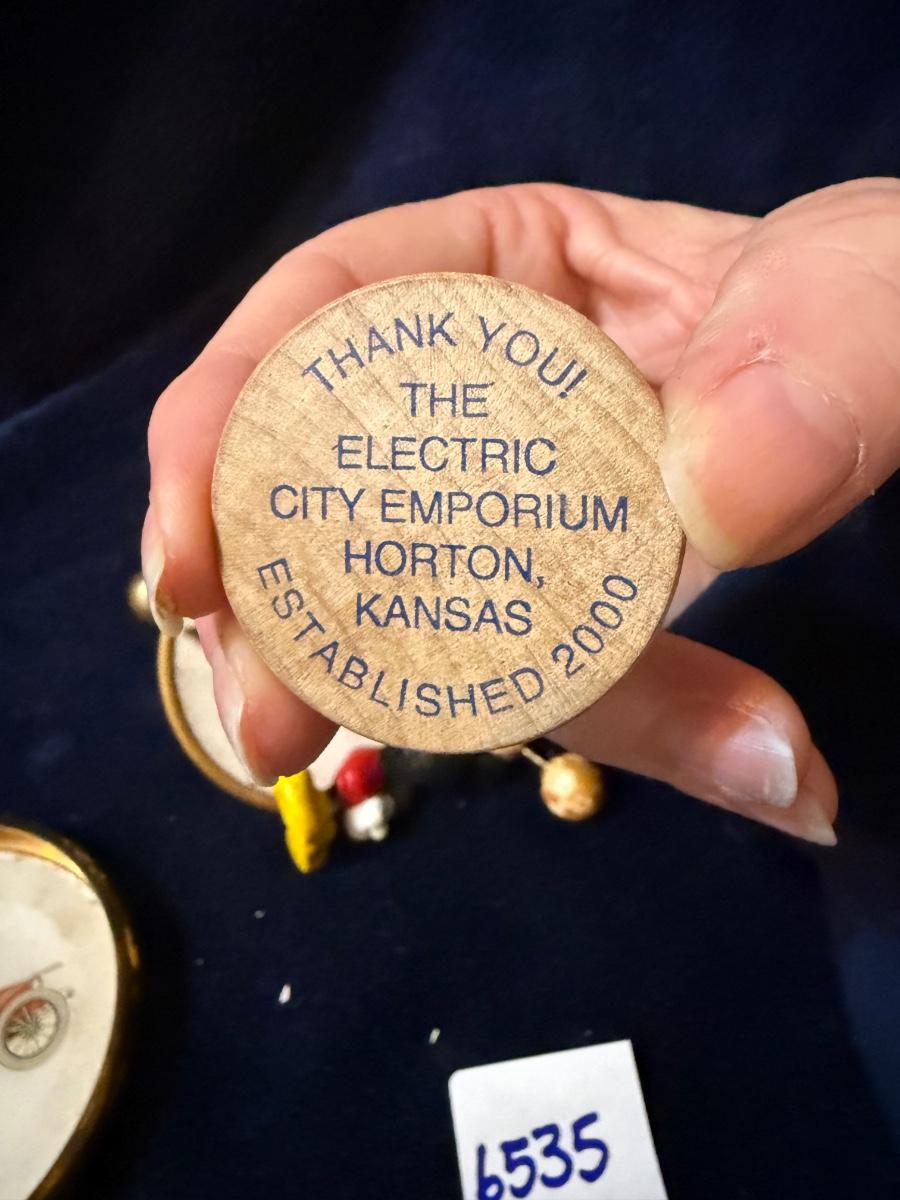 THANK YOU!
THE
ELECTRIC
CITY EMPORIUM
HORTON,
KANSAS
ESTABLISHED 2000
6535